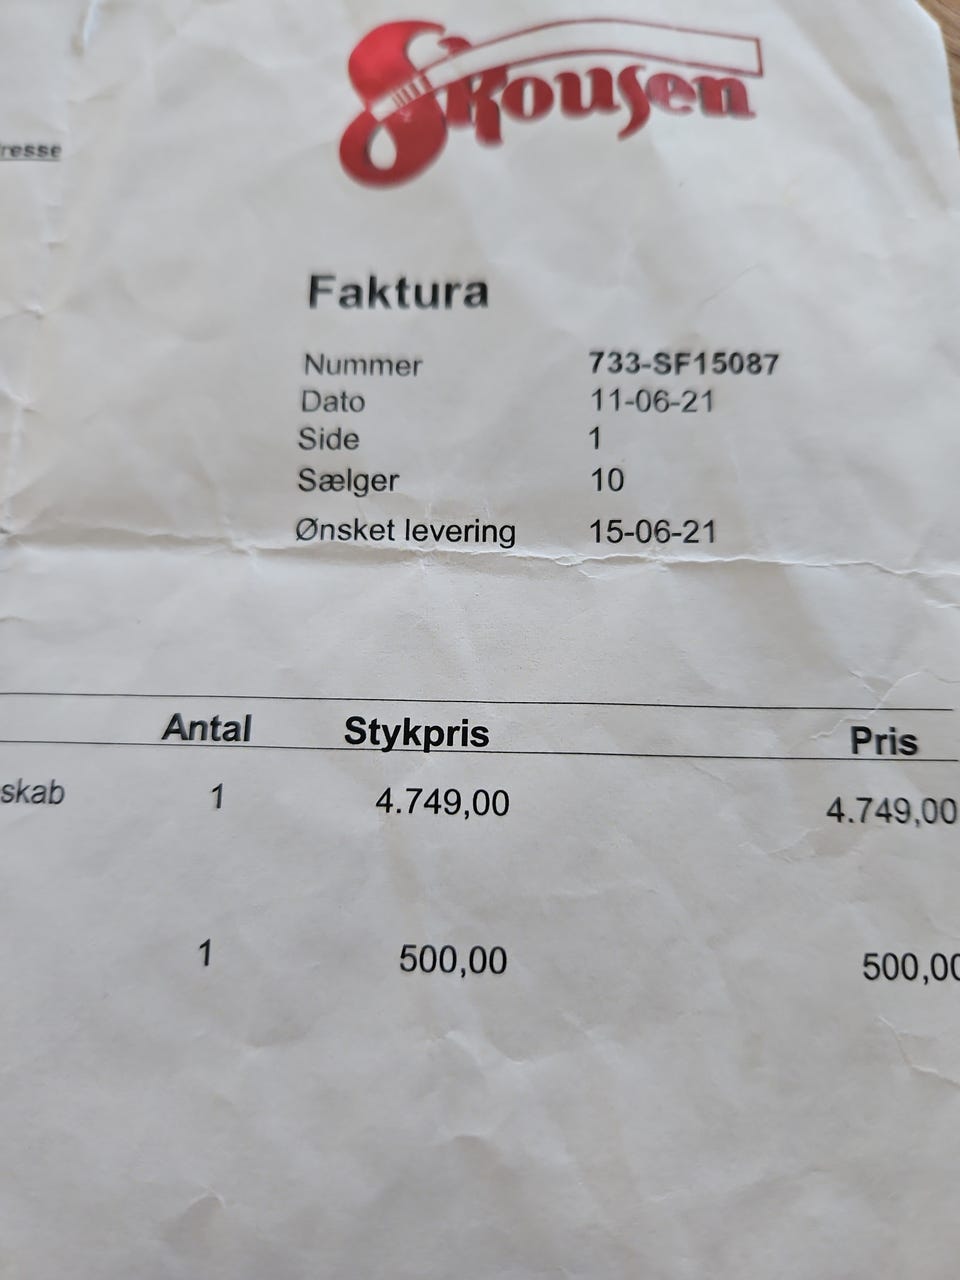 Skousen
resse
Faktura
Nummer 733-SF15087
Dato 11-06-21
Side 1
Sælger 10
Ønsket levering 15-06-21
Antal Stykpris Pris
skab 1 4.749,00 4.749,00
1 500,00 500,00